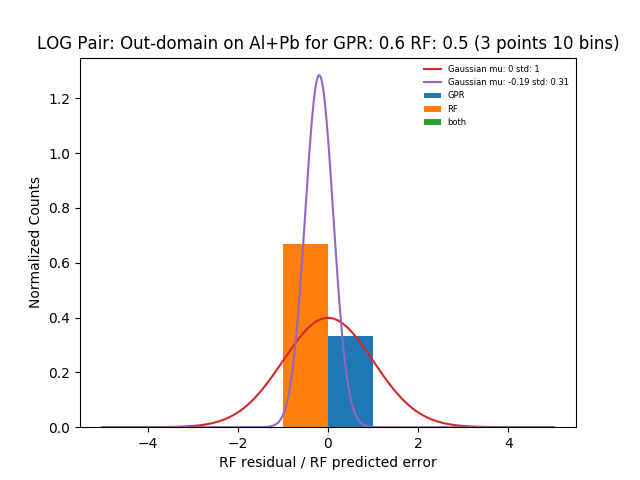 LOG Pair: Out-domain on Al+Pb for GPR: 0.6 RF: 0.5 (3 points 10 bins)
Gaussian mu: 0 std: 1
Gaussian mu: -0.19 std: 0.31
GPR
RF
both
Normalized Counts
1.2
1.0
0.8
0.6
0.4
0.2
0.0
−4 −2 0 2 4
RF residual / RF predicted error